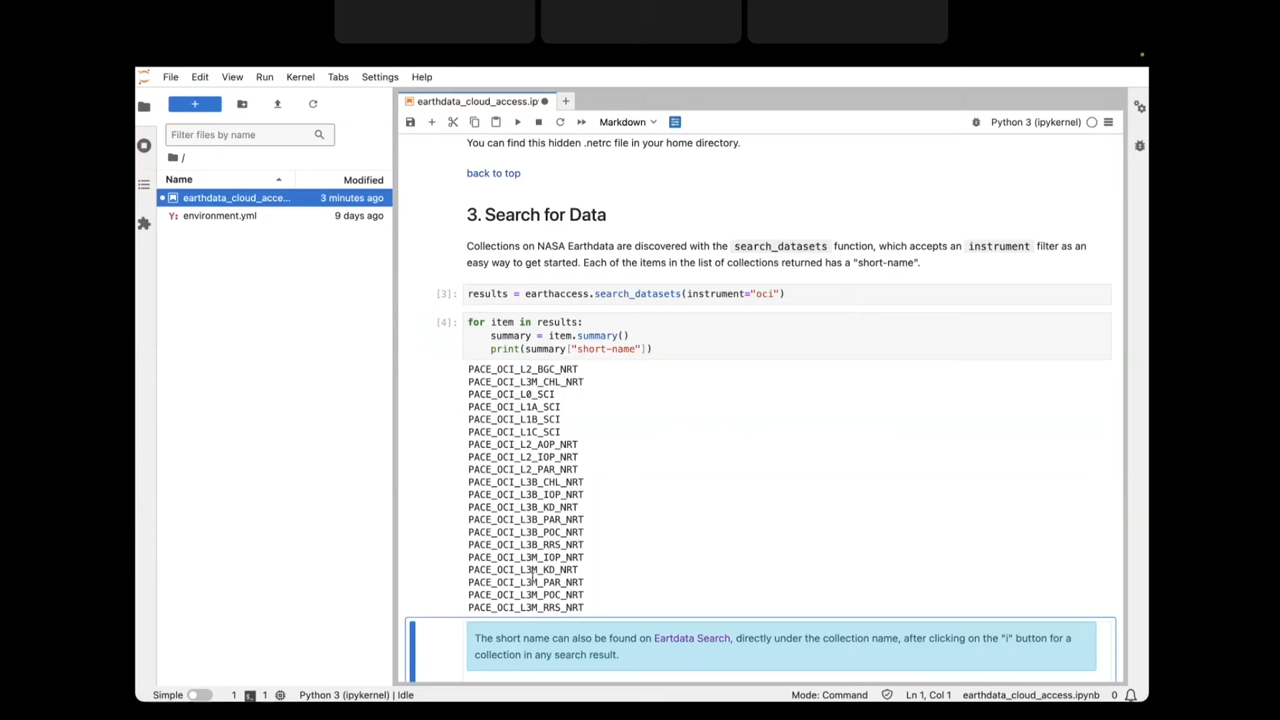 File Edit View Run Kernel Tabs Settings Help
+
Filter files by name
/
Name Modified
earthdata_cloud_acce... 3 minutes ago
Y: environment.yml 9 days ago
earthdata_cloud_access.ip
Markdown
Python 3 (ipykernel)
You can find this hidden .netrc file in your home directory.
back to top
3. Search for Data
Collections on NASA Earthdata are discovered with the search_datasets function, which accepts an instrument filter as an
easy way to get started. Each of the items in the list of collections returned has a "short-name".
[3]: results = earthaccess.search_datasets(instrument="oci")
[4]: for item in results:
summary = item.summary()
print(summary["short-name"])
PACE_OCI_L2_BGC_NRT
PACE_OCI_L3M_CHL_NRT
PACE_OCI_L0_SCI
PACE_OCI_L1A_SCI
PACE_OCI_L1B_SCI
PACE_OCI_L1C_SCI
PACE_OCI_L2_AOP_NRT
PACE_OCI_L2_IOP_NRT
PACE_OCI_L2_PAR_NRT
PACE_OCI_L3B_CHL_NRT
PACE_OCI_L3B_IOP_NRT
PACE_OCI_L3B_KD_NRT
PACE_OCI_L3B_PAR_NRT
PACE_OCI_L3B_POC_NRT
PACE_OCI_L3B_RRS_NRT
PACE_OCI_L3M_IOP_NRT
PACE_OCI_L3M_KD_NRT
PACE_OCI_L3M_PAR_NRT
PACE_OCI_L3M_POC_NRT
PACE_OCI_L3M_RRS_NRT
The short name can also be found on Eartdata Search, directly under the collection name, after clicking on the "i" button for a
collection in any search result.
Simple 1 1 Python 3 (ipykernel) | Idle Mode: Command Ln 1, Col 1 earthdata_cloud_access.ipynb 0